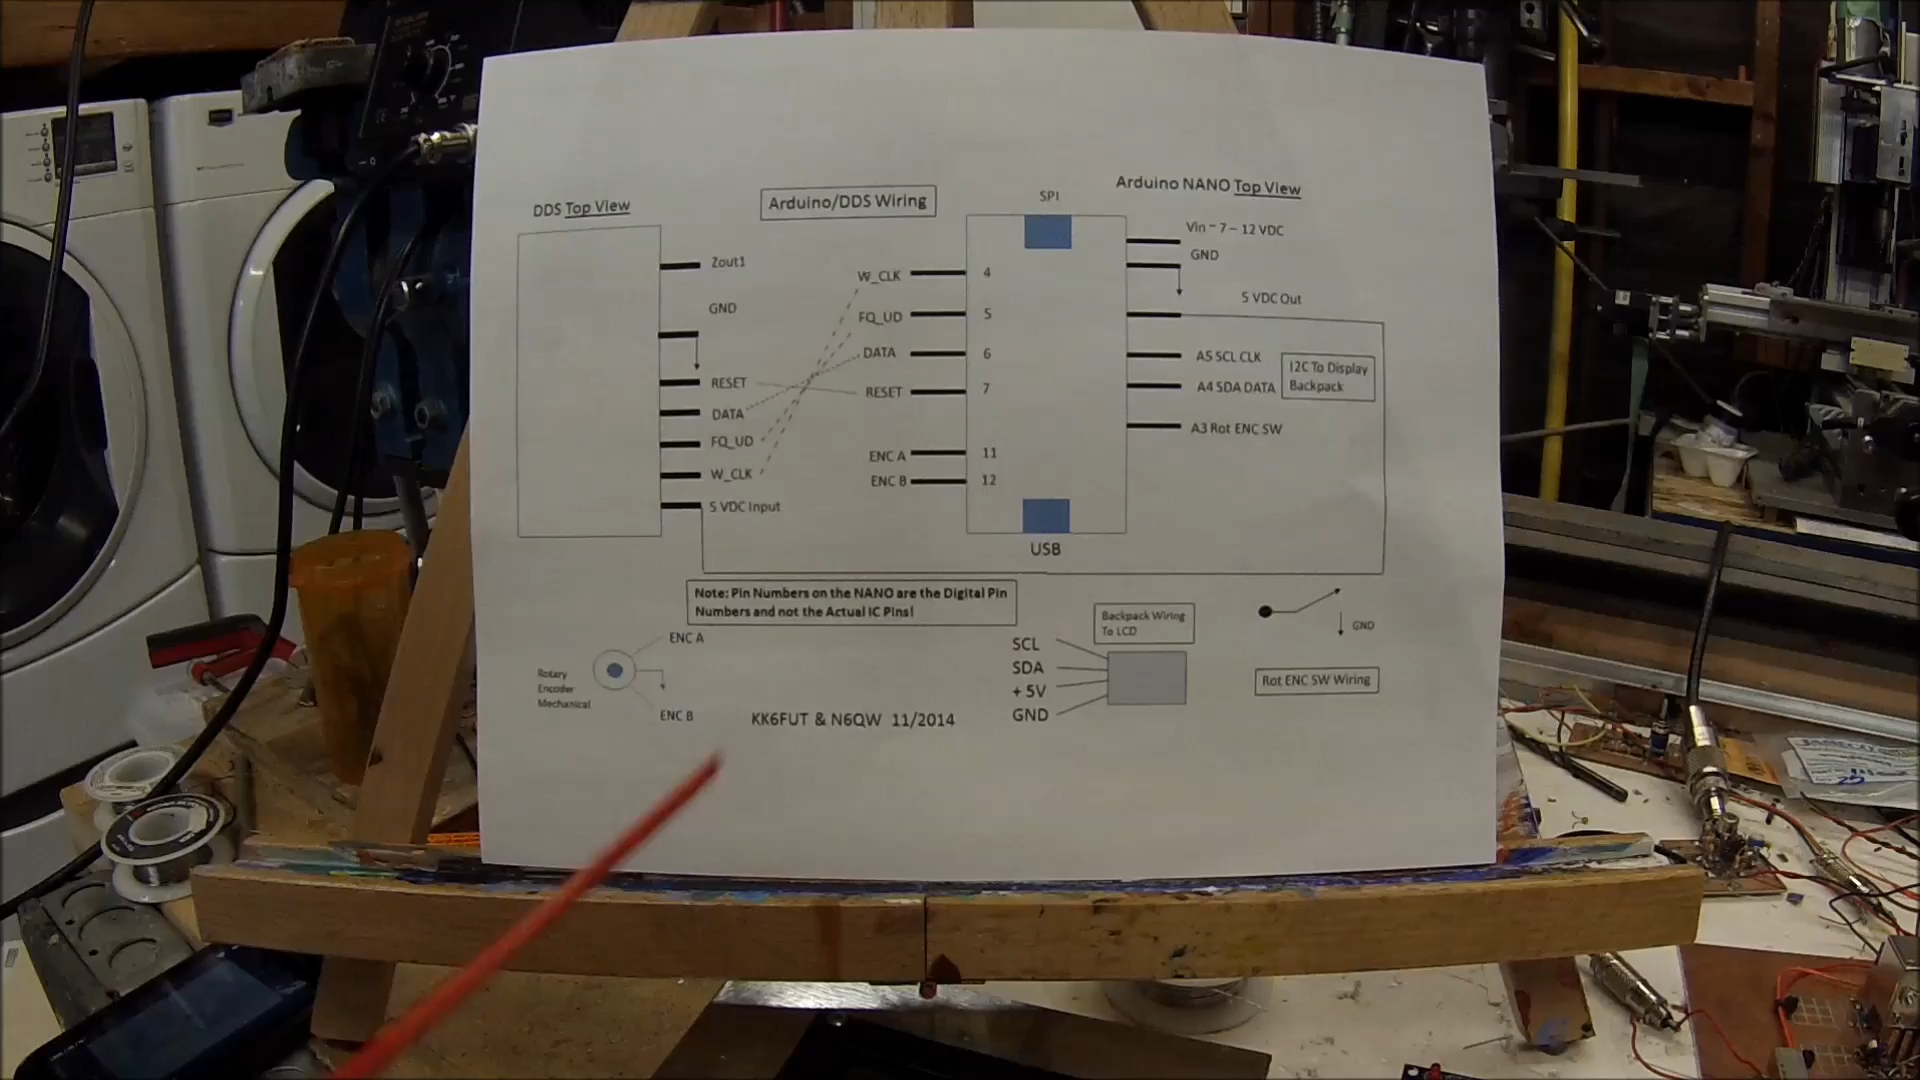 DDS Top View
Arduino/DDS Wiring
SPI
Arduino NANO Top View
Zout1
GND
RESET
DATA
FQ_UD
W_CLK
5 VDC Input
W_CLK
FQ_UD
DATA
RESET
ENC A
ENC B
4
5
6
7
11
12
USB
Vin – 7 – 12 VDC
GND
5 VDC Out
A5 SCL CLK
A4 SDA DATA
A3 Rot ENC SW
I2C To Display
Backpack
Note: Pin Numbers on the NANO are the Digital Pin
Numbers and not the Actual IC Pins!
ENC A
Rotary
Encoder
Mechanical
ENC B
KK6FUT & N6QW 11/2014
Backpack Wiring
To LCD
SCL
SDA
+ 5V
GND
GND
Rot ENC SW Wiring